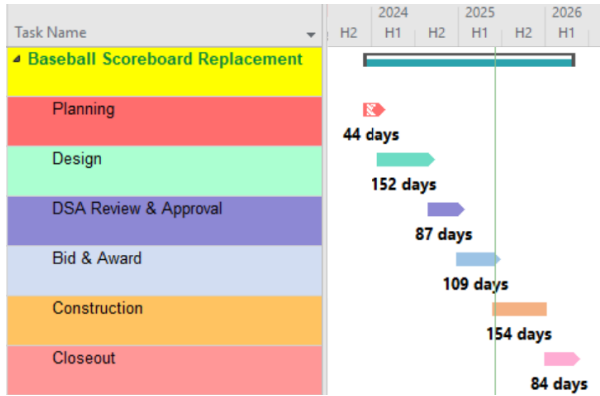 2024 2025 2026
Task Name H2 H1 H2 H1 H2 H1
Baseball Scoreboard Replacement
Planning
44 days
Design
152 days
DSA Review & Approval
87 days
Bid & Award
109 days
Construction
154 days
Closeout
84 days